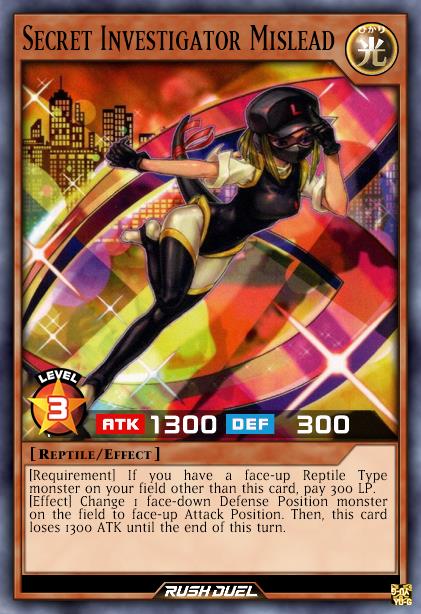 Secret Investigator Mislead
ひかり
光
L
LEVEL
3
ATK 1300 DEF 300
[Reptile/Effect]
[Requirement] If you have a face-up Reptile Type
monster on your field other than this card, pay 300 LP.
[Effect] Change 1 face-down Defense Position monster
on the field to face-up Attack Position. Then, this card
loses 1300 ATK until the end of this turn.
RUSH DUEL